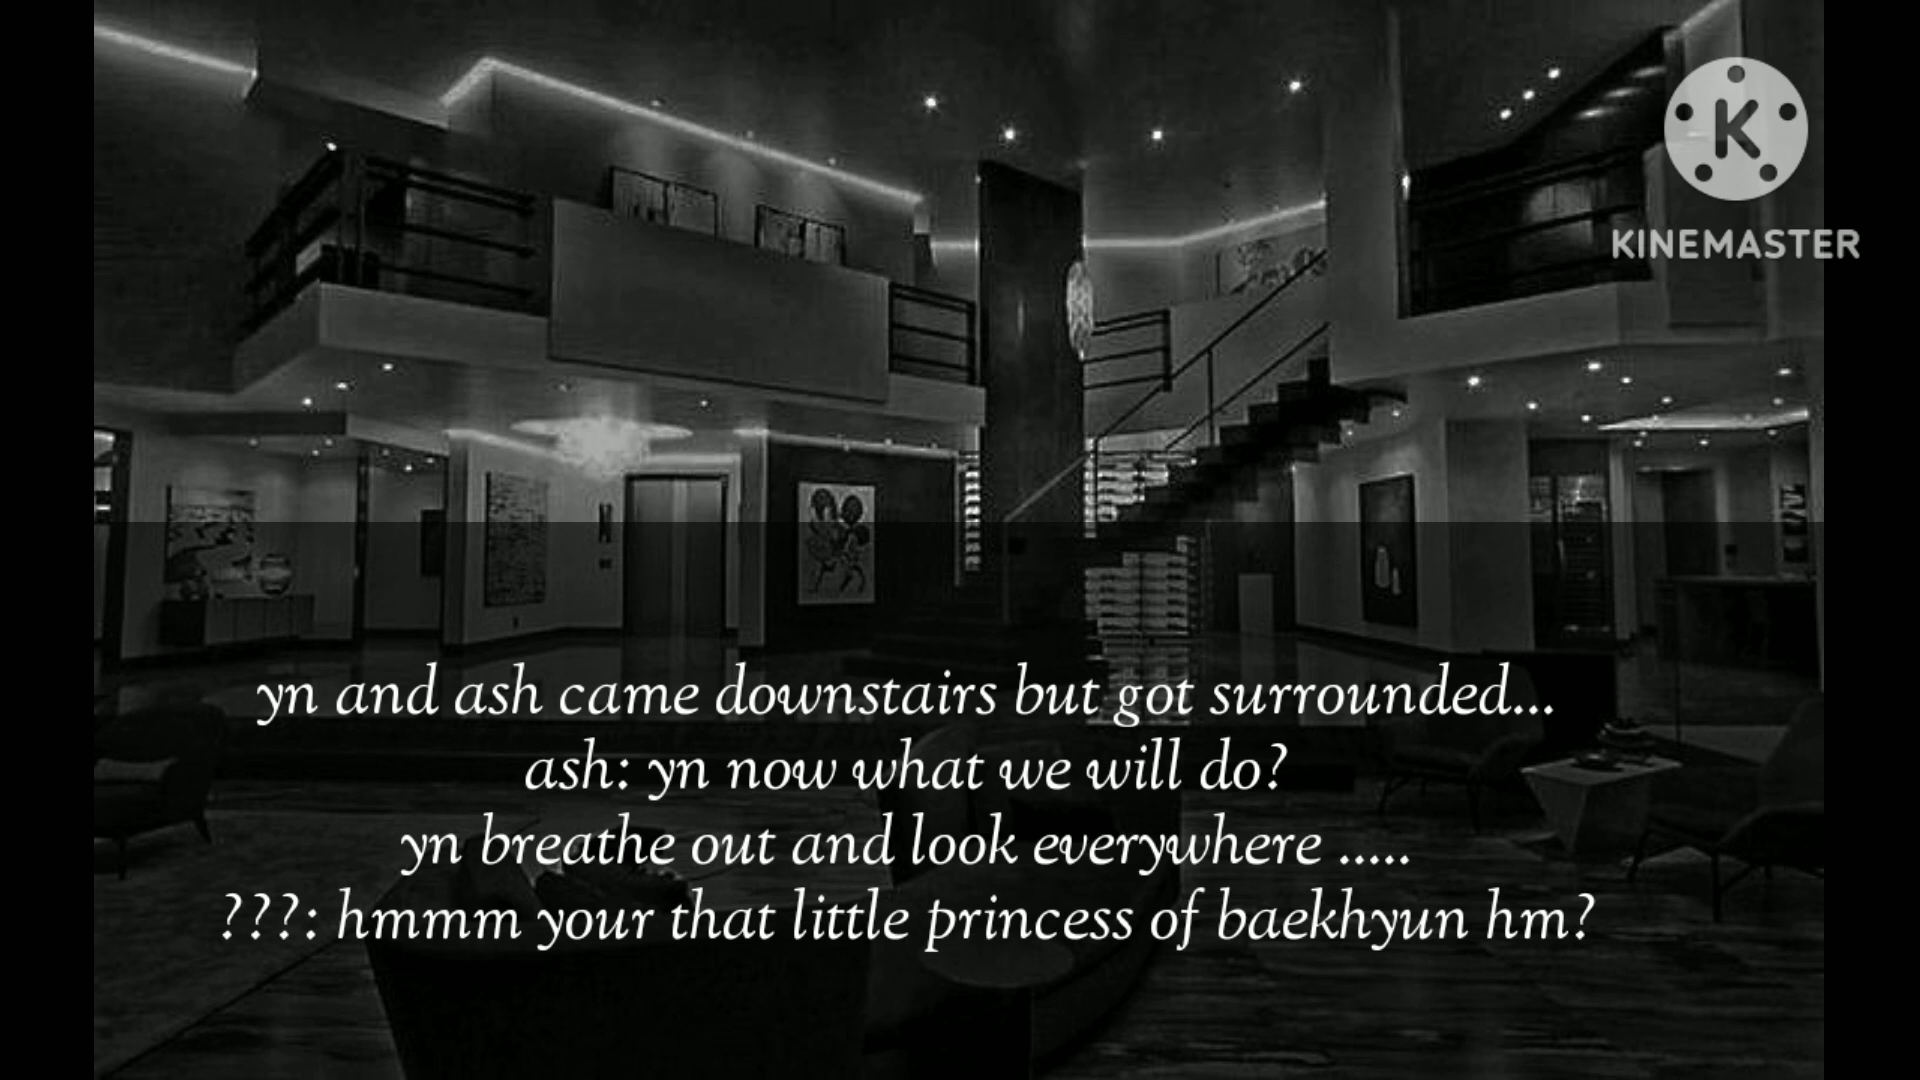 K
KINEMASTER
yn and ash came downstairs but got surrounded...
ash: yn now what we will do?
yn breathe out and look everywhere .....
???: hmmm your that little princess of baekhyun hm?